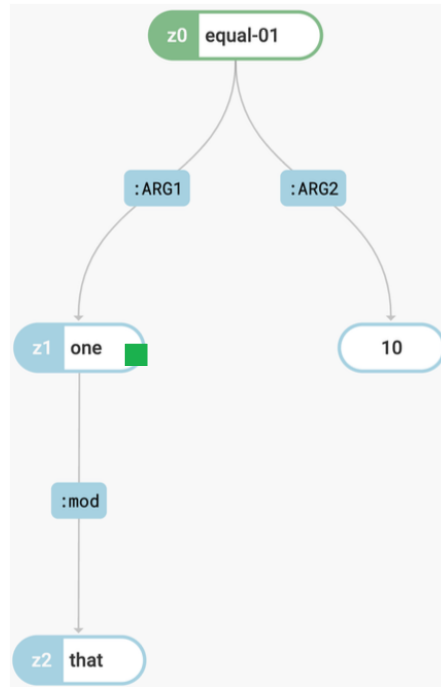 z0 equal-01
:ARG1 :ARG2
z1 one 10
:mod
z2 that